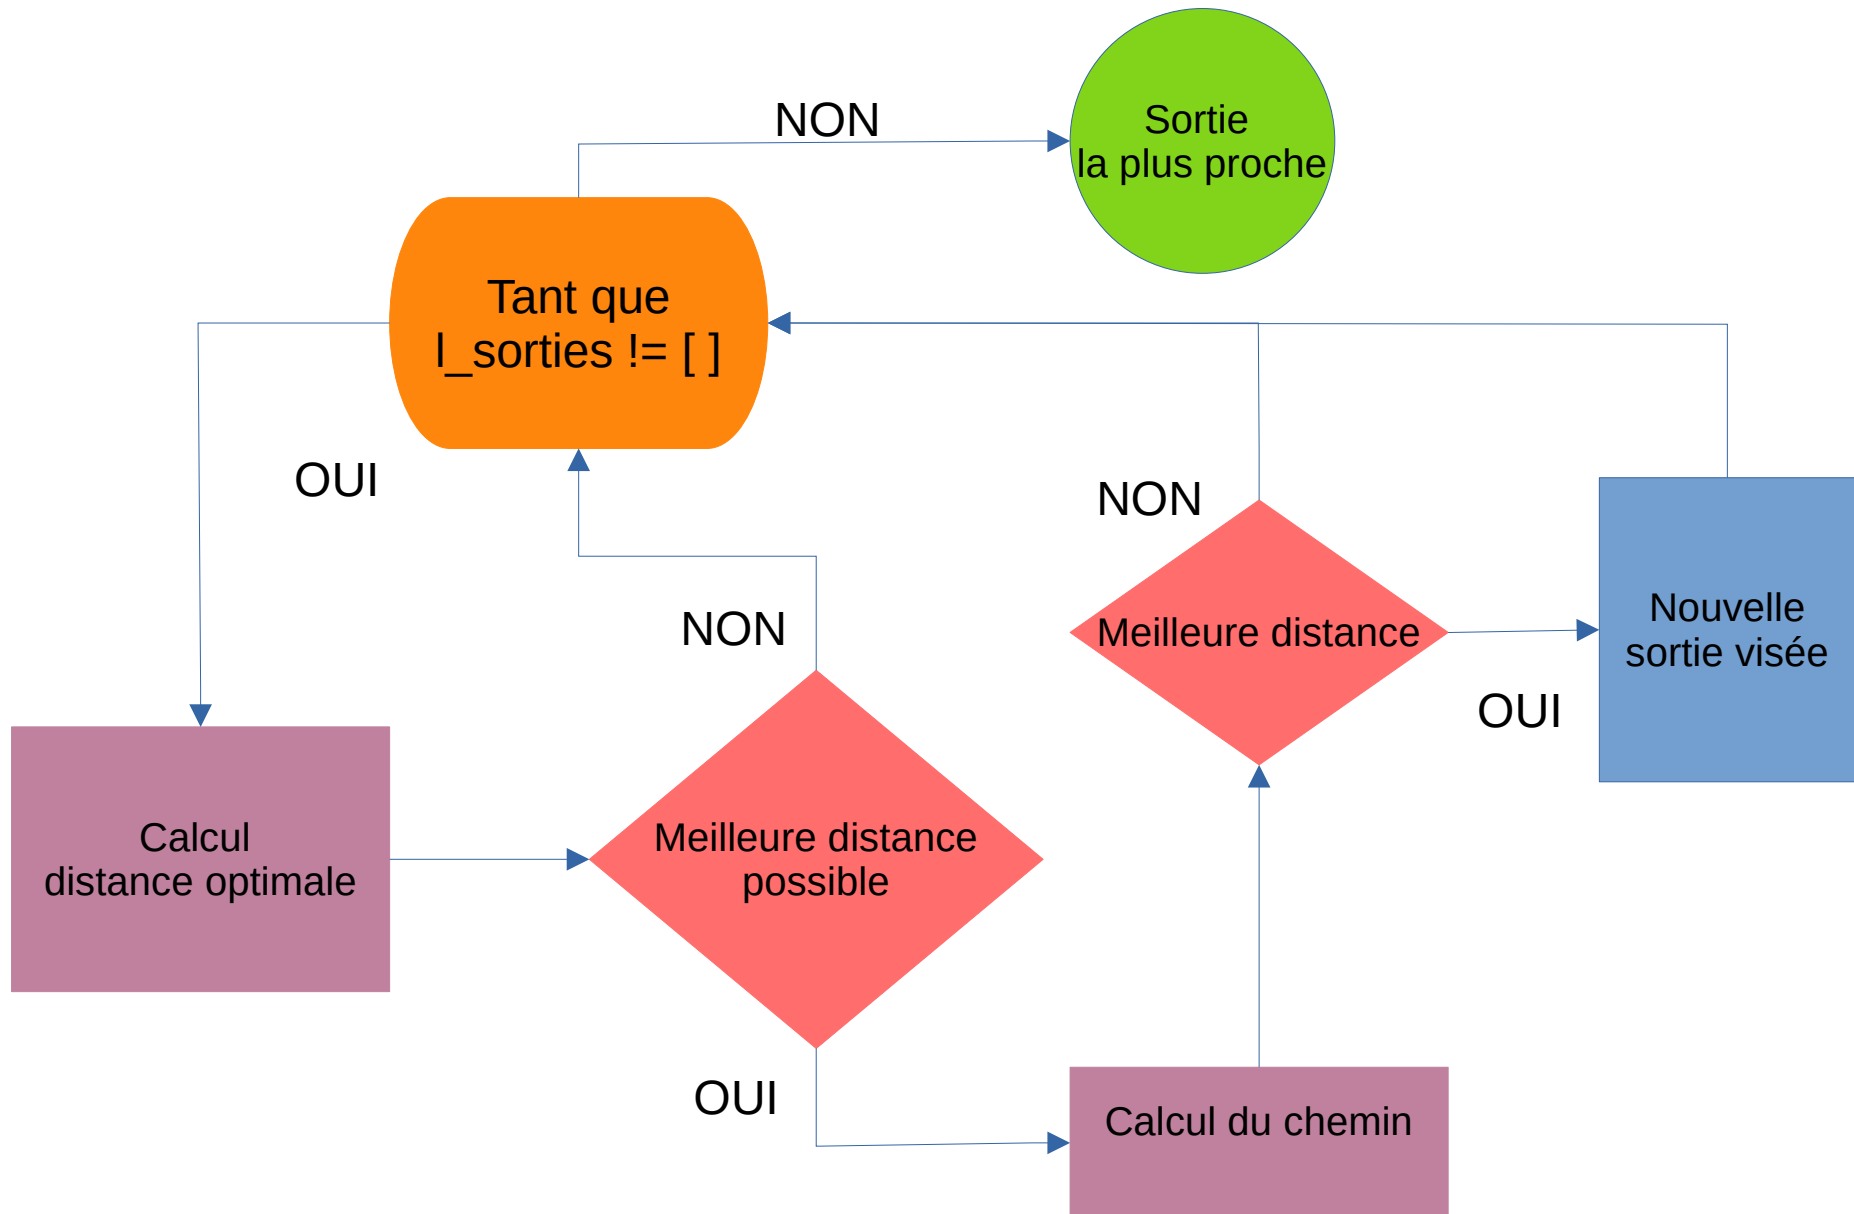 NON
Sortie
la plus proche
Tant que
l_sorties != [ ]
OUI
NON
NON
Meilleure distance
Nouvelle
sortie visée
OUI
Calcul
distance optimale
Meilleure distance
possible
OUI
Calcul du chemin